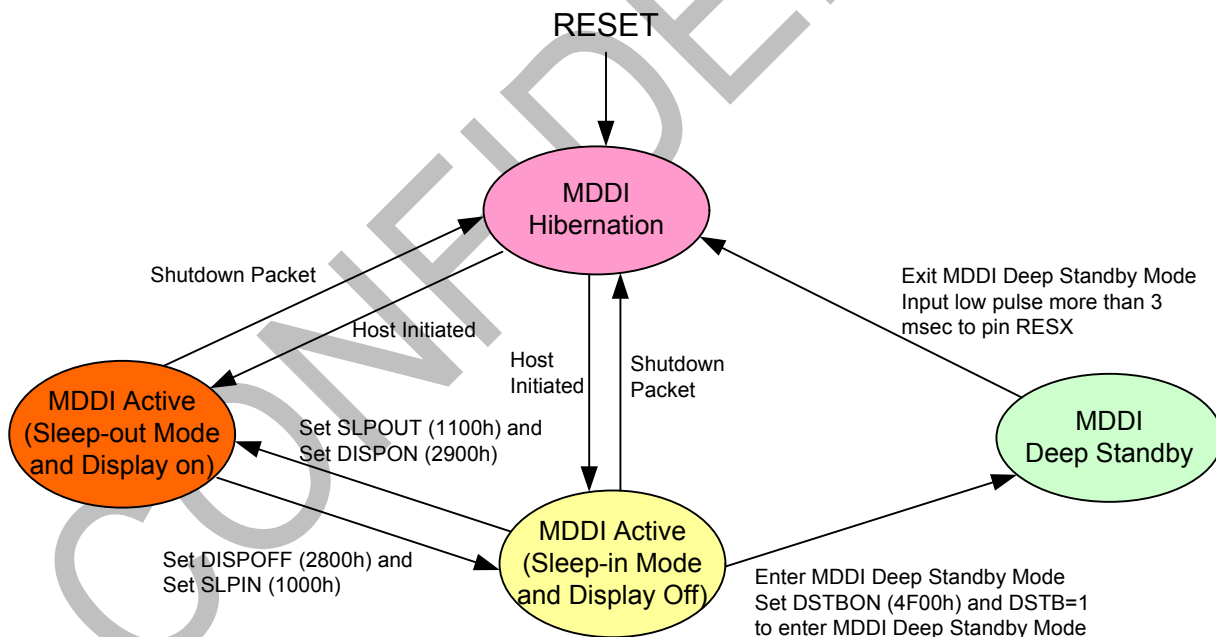 RESET
MDDI
Hibernation
Shutdown Packet
Host Initiated
Host
Initiated
Shutdown
Packet
Exit MDDI Deep Standby Mode
Input low pulse more than 3
msec to pin RESX
MDDI Active
(Sleep-out Mode
and Display on)
Set SLPOUT (1100h) and
Set DISPON (2900h)
MDDI
Deep Standby
MDDI Active
(Sleep-in Mode
and Display Off)
Set DISPOFF (2800h) and
Set SLPIN (1000h)
Enter MDDI Deep Standby Mode
Set DSTBON (4F00h) and DSTB=1
to enter MDDI Deep Standby Mode
CONFIDE